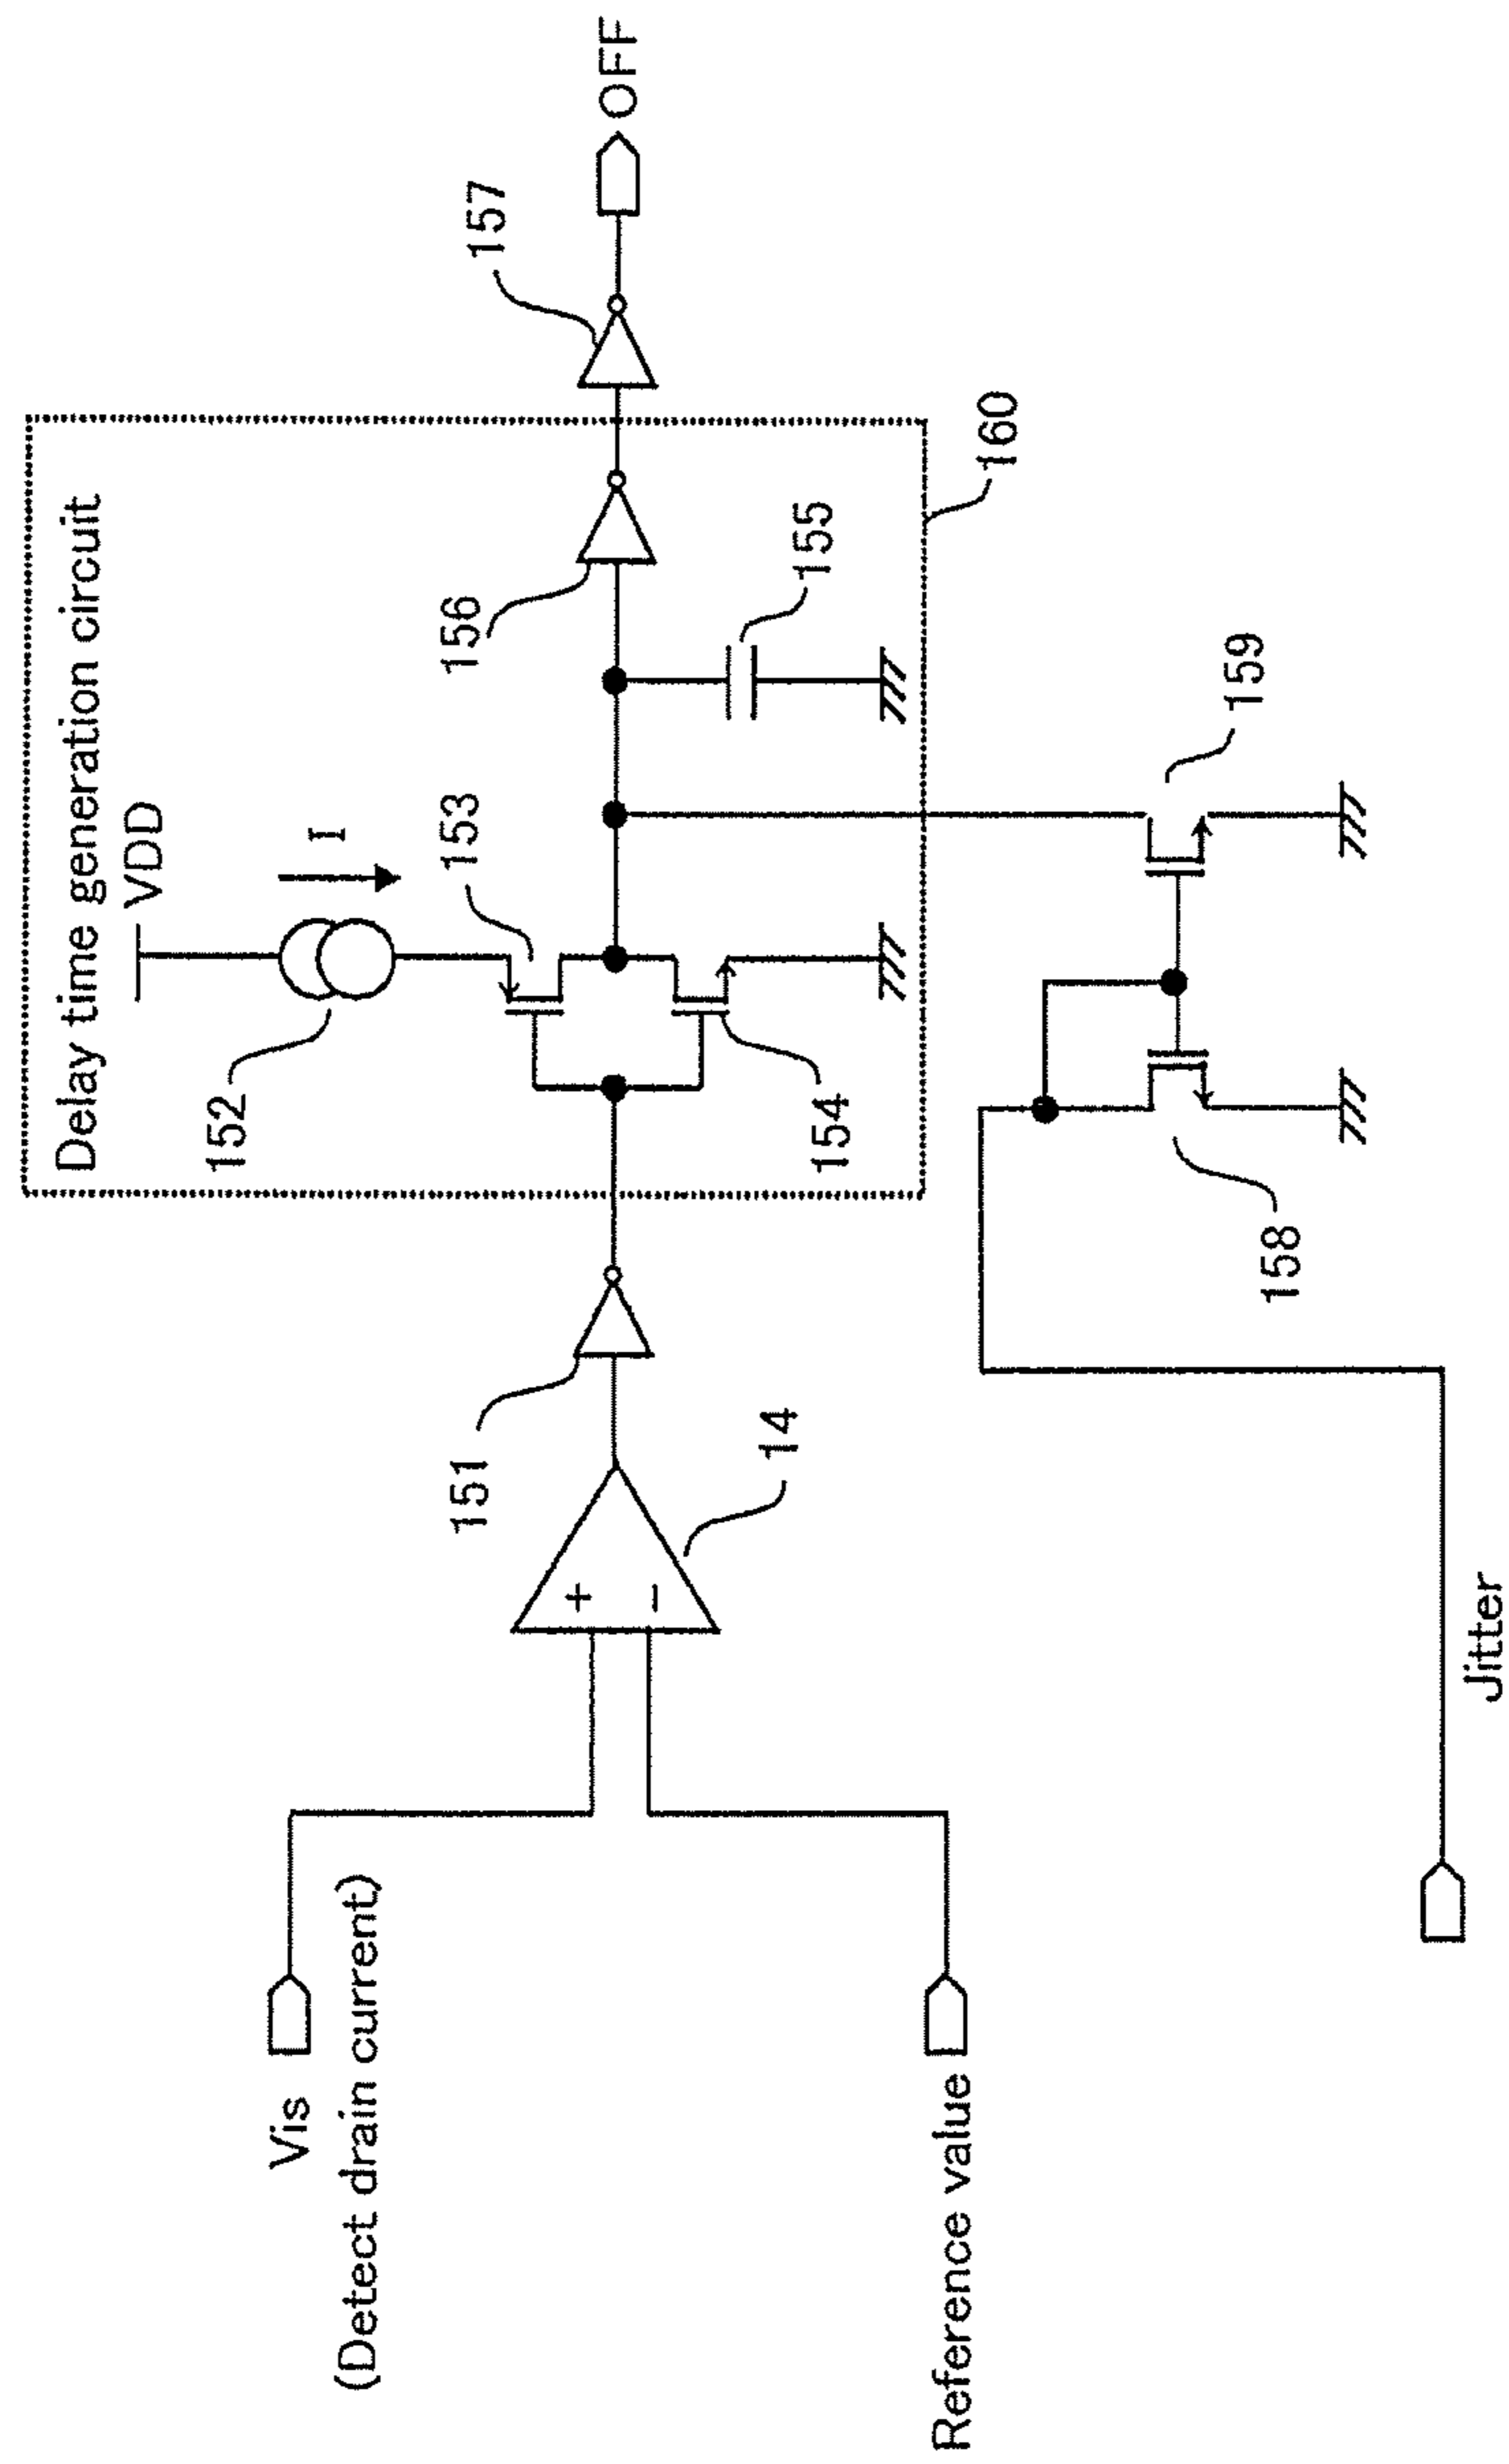 Delay time generation circuit
VDD
I
152
153
154
156
155
157
OFF
160
151
14
+
−
Vis
(Detect drain current)
Reference value
159
158
Jitter